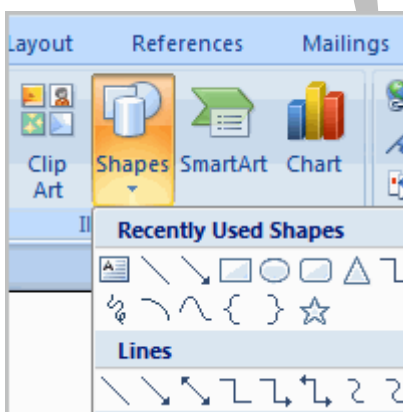 Layout References Mailings
Clip Art Shapes SmartArt Chart
Recently Used Shapes
Lines